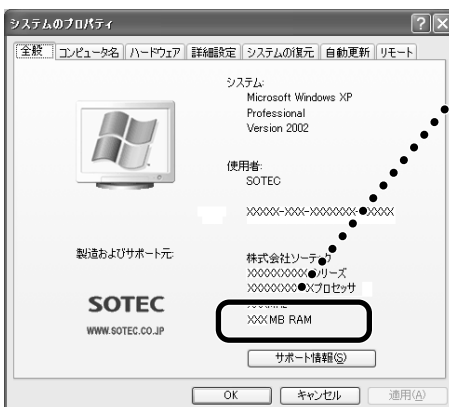 システムのプロパティ
全般 コンピュータ名 ハードウェア 詳細設定 システムの復元 自動更新 リモート
システム:
Microsoft Windows XP
Professional
Version 2002
使用者:
SOTEC
XXXXX-XXX-XXXXXXX-XXXXX
製造およびサポート元:
株式会社ソーテック
XXXXXXXXXXシリーズ
XXXXXXXXXXプロセッサ
XXX MB RAM
SOTEC
WWW.SOTEC.CO.JP
サポート情報(S)
OK キャンセル 適用(A)